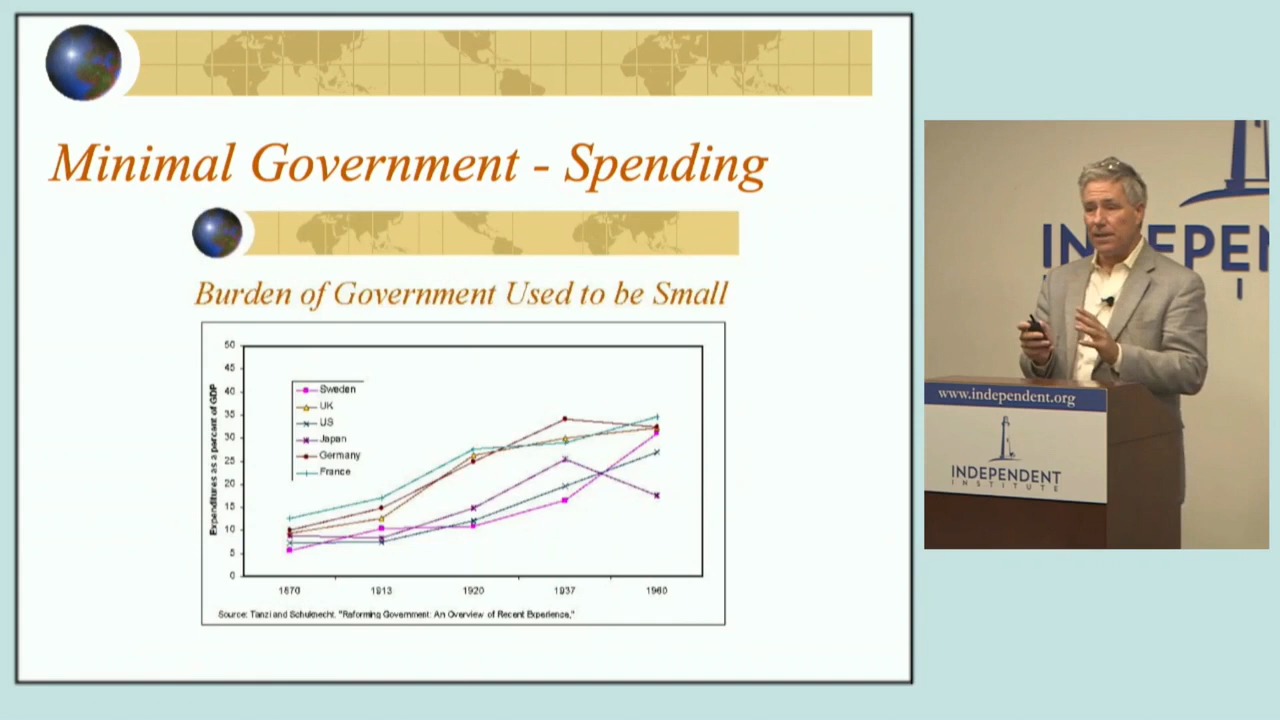 Minimal Government - Spending
Burden of Government Used to be Small
50
45
40
35
30
25
20
15
10
5
0
Expenditures as a percent of GDP
Sweden
UK
US
Japan
Germany
France
1870
1913
1920
1937
1960
Source: Tanzi and Schuknecht, "Reforming Government: An Overview of Recent Experience,"
INDEPEN
I
www.independent.org
INDEPENDENT
INSTITUTE